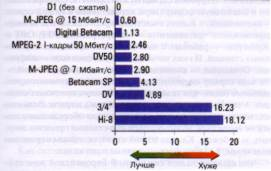 D1 (без сжатия) 0
M-JPEG @ 15 Мбайт/с 0.60
Digital Betacam 1.13
MPEG-2 I-кадры 50 Мбит/с 2.46
DV50 2.80
M-JPEG @ 7 Мбайт/с 2.90
Betacam SP 4.13
DV 4.89
3/4" 16.23
Hi-8 18.12
0 5 10 15 20
Лучше Хуже